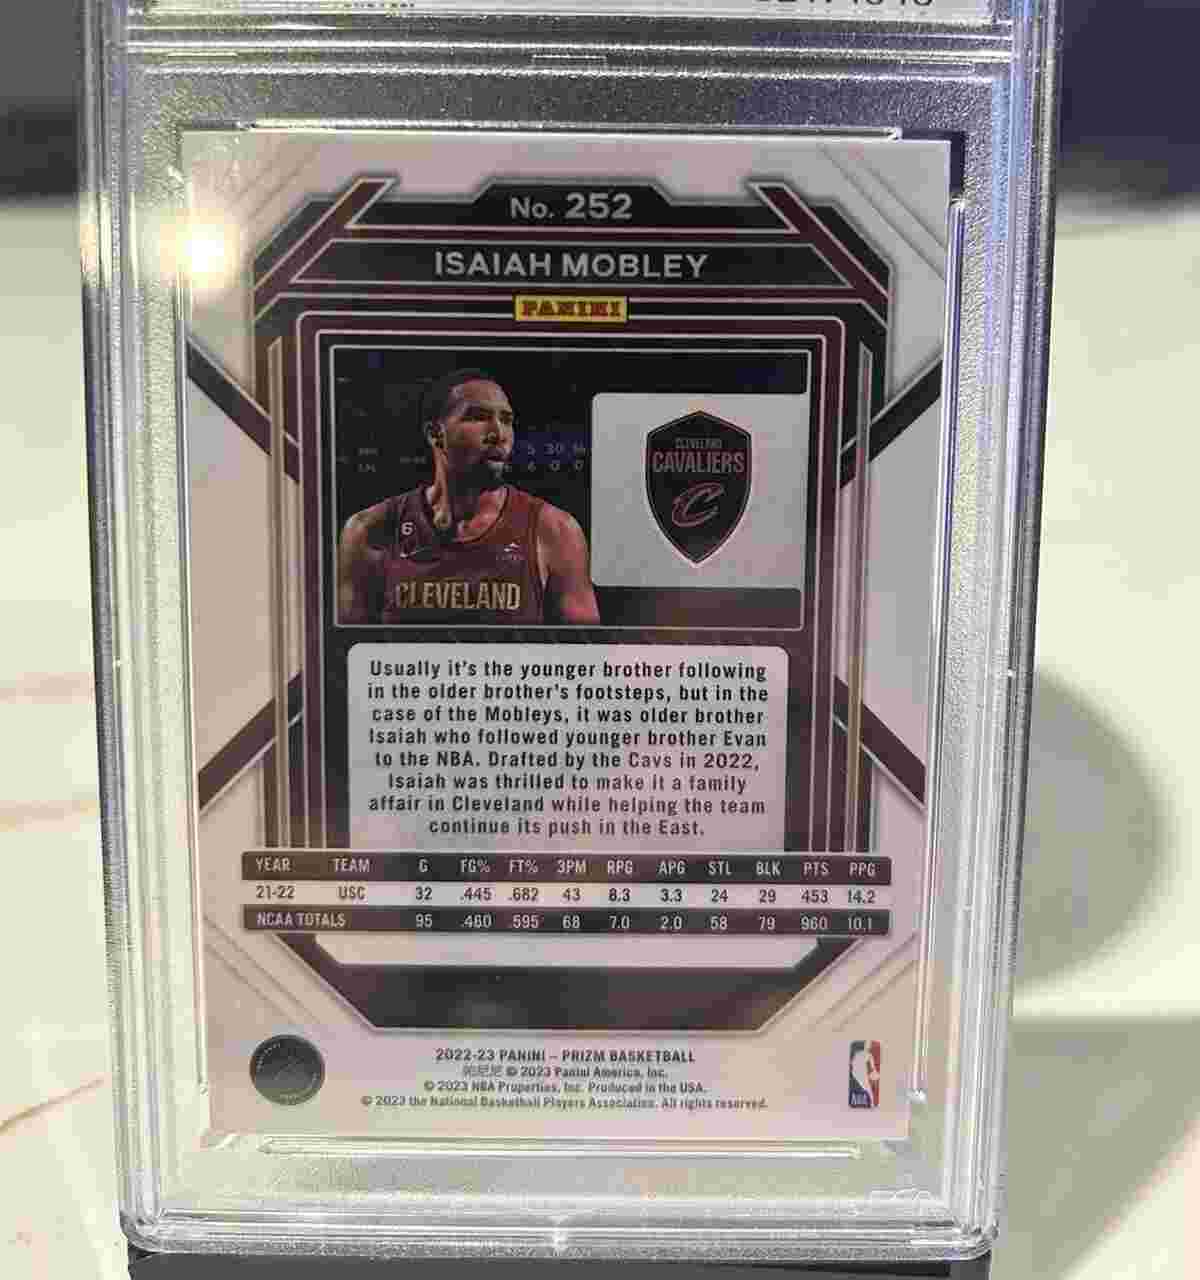 No. 252
ISAIAH MOBLEY
PANINI
CLEVELAND
CAVALIERS
C
6
CLEVELAND
Usually it's the younger brother following
in the older brother's footsteps, but in the
case of the Mobleys, it was older brother
Isaiah who followed younger brother Evan
to the NBA. Drafted by the Cavs in 2022,
Isaiah was thrilled to make it a family
affair in Cleveland while helping the team
continue its push in the East.
YEAR TEAM G FG% FT% 3PM RPG APG STL BLK PTS PPG
21-22 USC 32 .445 .682 43 8.3 3.3 24 29 453 14.2
NCAA TOTALS 95 .460 .595 68 7.0 2.0 58 79 960 10.1
2022-23 PANINI – PRIZM BASKETBALL
帕尼尼 © 2023 Panini America, Inc.
© 2023 NBA Properties, Inc. Produced in the USA.
© 2023 the National Basketball Players Association. All rights reserved.
NBA